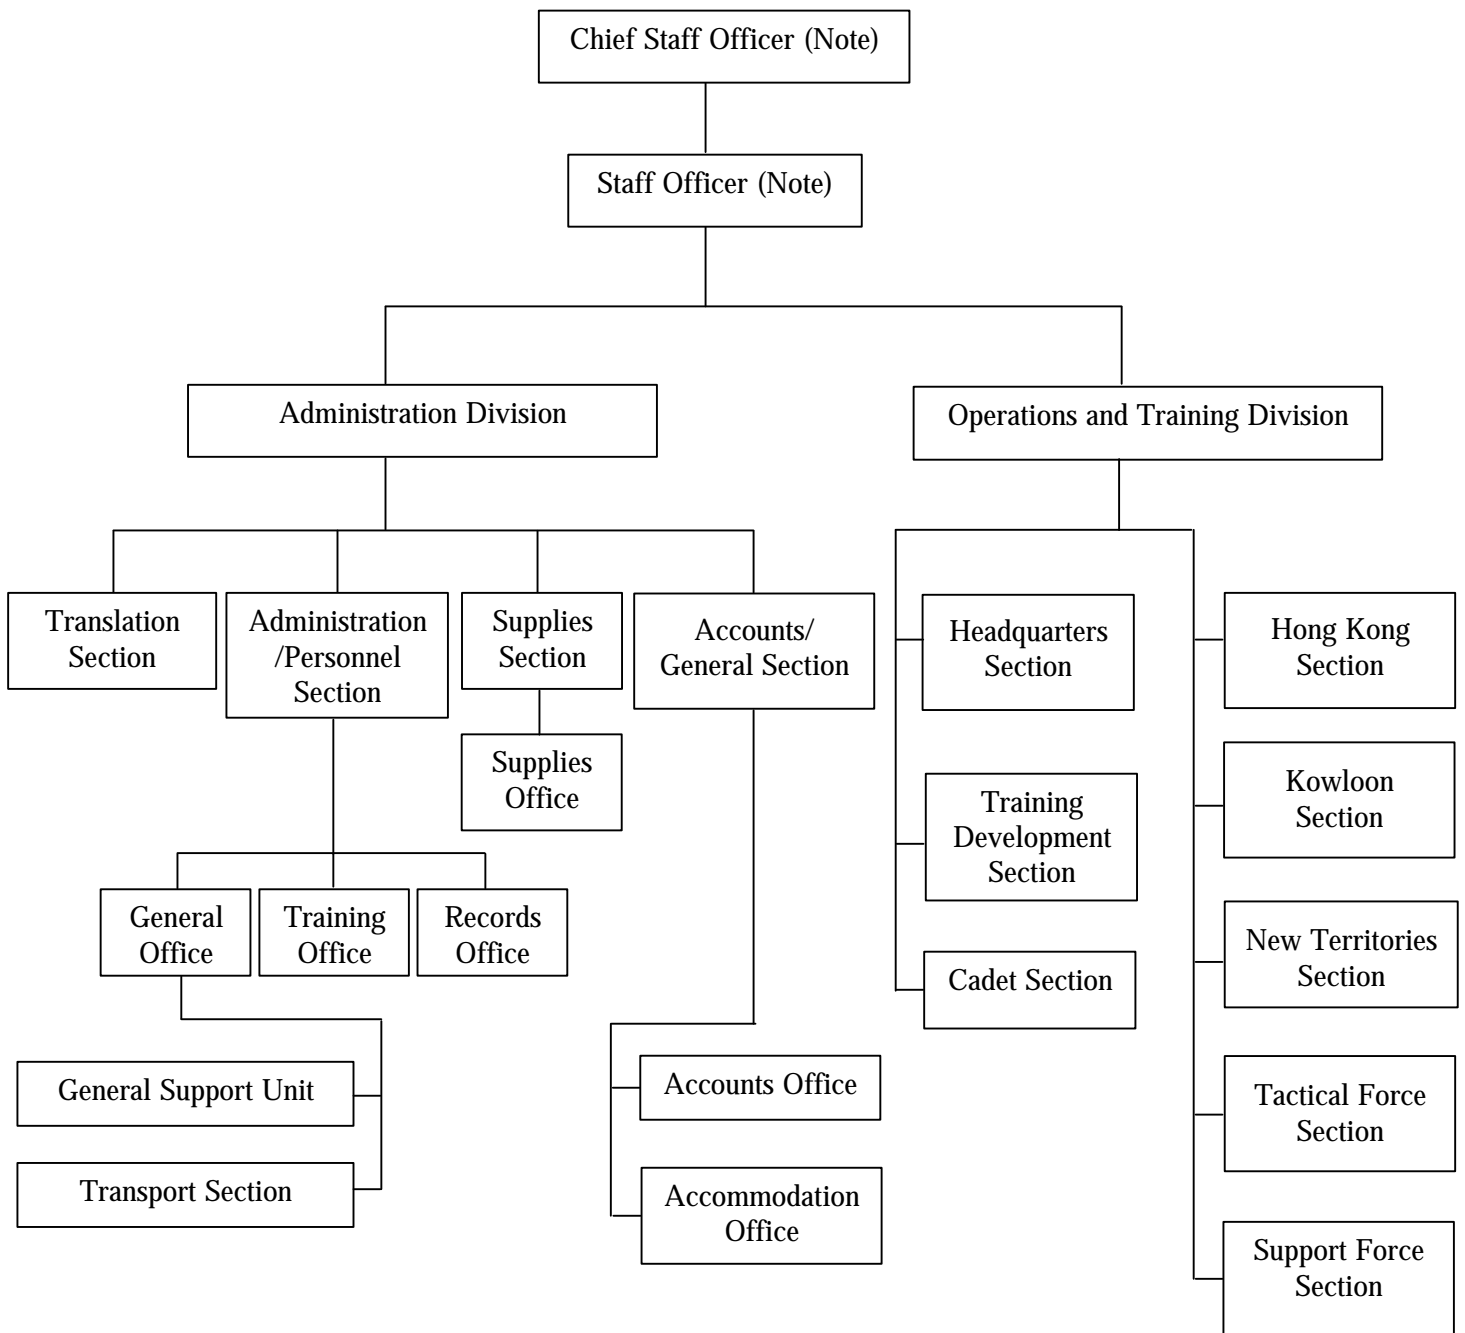 Chief Staff Officer (Note)
Staff Officer (Note)
Administration Division
Operations and Training Division
Translation
Section
Administration
/Personnel
Section
Supplies
Section
Accounts/
General Section
Headquarters
Section
Hong Kong
Section
Supplies
Office
Kowloon
Section
Training
Development
Section
General
Office
Training
Office
Records
Office
New Territories
Section
Cadet Section
General Support Unit
Accounts Office
Tactical Force
Section
Transport Section
Accommodation
Office
Support Force
Section